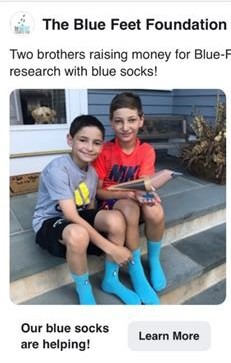 The Blue Feet Foundation
Two brothers raising money for Blue-F
research with blue socks!
Our blue socks
are helping!
Learn More